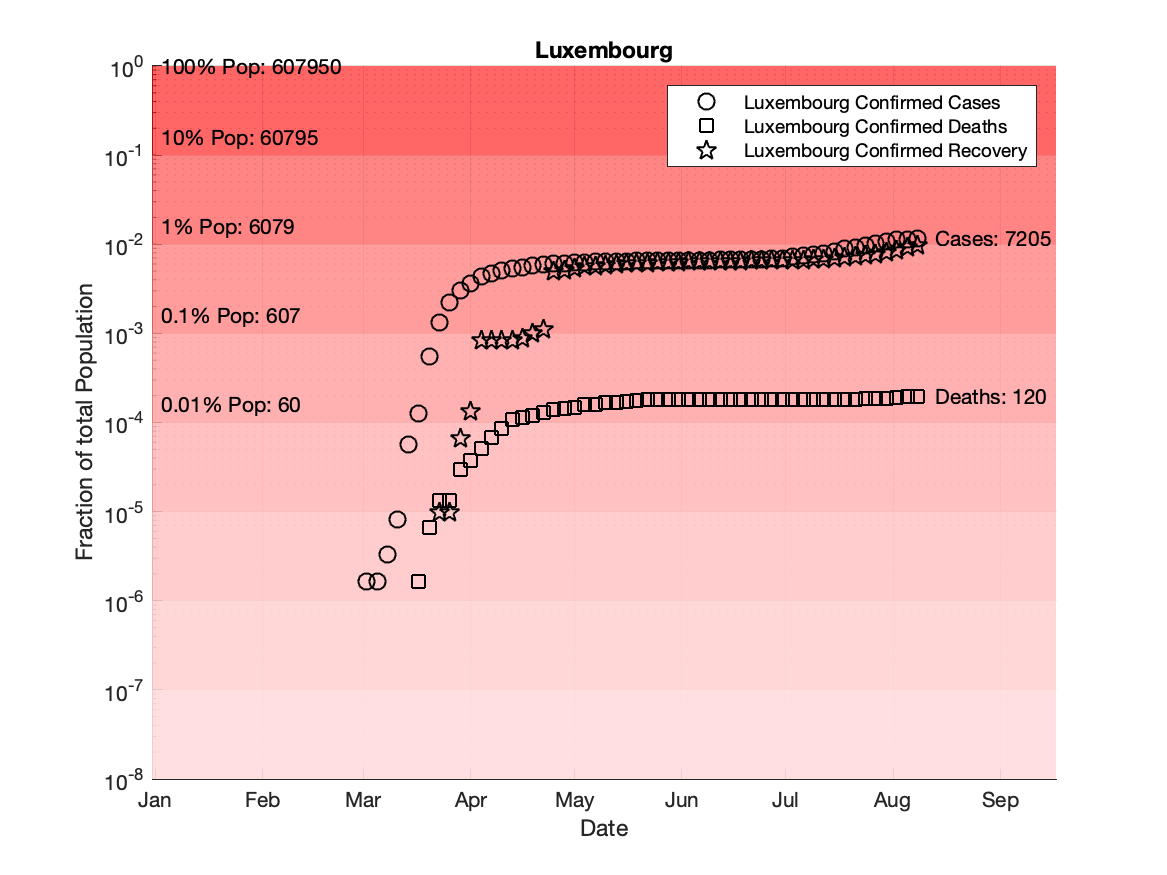 Luxembourg
10^0
100% Pop: 607950
Luxembourg Confirmed Cases
Luxembourg Confirmed Deaths
Luxembourg Confirmed Recovery
10% Pop: 60795
10^-1
1% Pop: 6079
10^-2
Cases: 7205
0.1% Pop: 607
10^-3
0.01% Pop: 60
Deaths: 120
10^-4
10^-5
10^-6
10^-7
10^-8
Fraction of total Population
Jan Feb Mar Apr May Jun Jul Aug Sep
Date